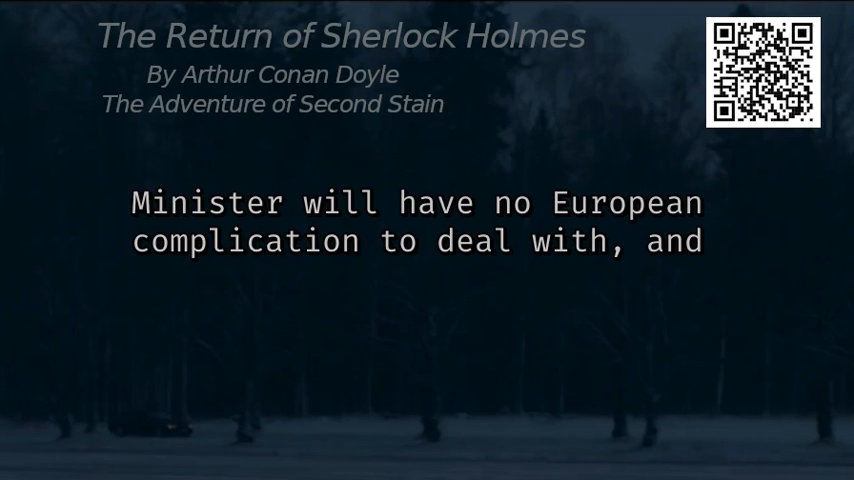 The Return of Sherlock Holmes
By Arthur Conan Doyle
The Adventure of Second Stain
Minister will have no European
complication to deal with, and